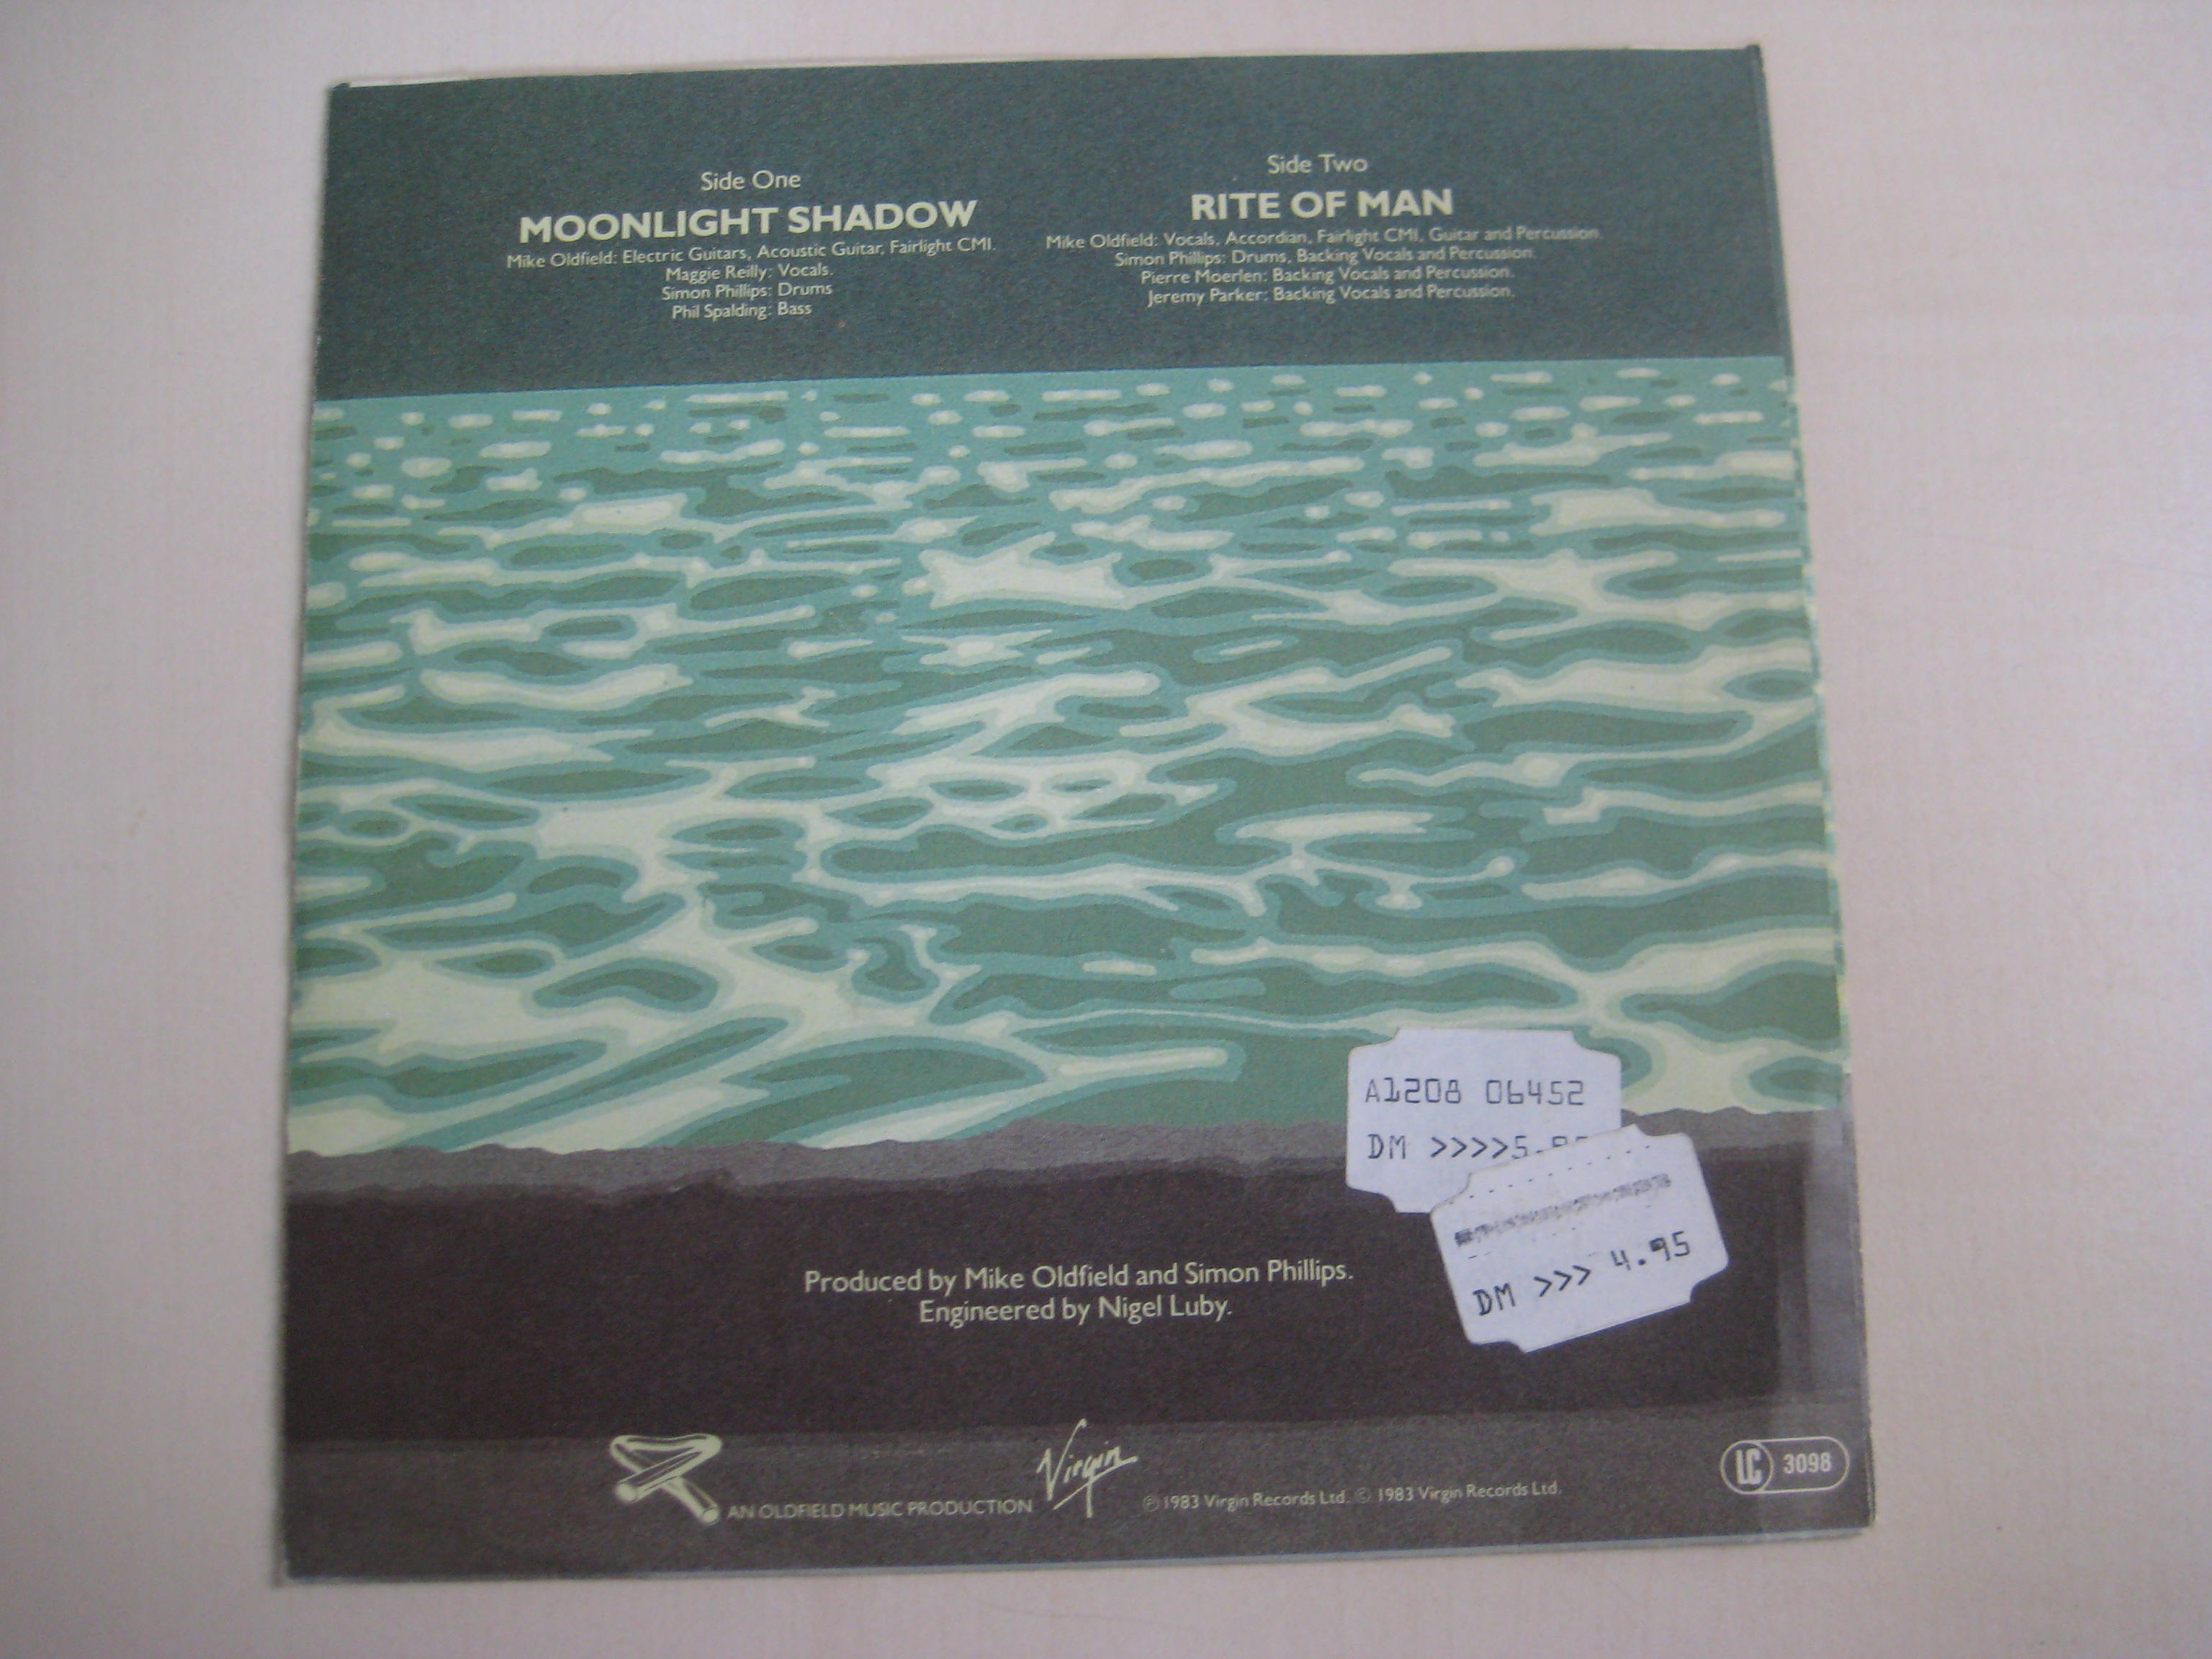 Side One
MOONLIGHT SHADOW
Mike Oldfield: Electric Guitars, Acoustic Guitar, Fairlight CMI.
Maggie Reilly: Vocals.
Simon Phillips: Drums
Phil Spalding: Bass
Side Two
RITE OF MAN
Mike Oldfield: Vocals, Accordian, Fairlight CMI, Guitar and Percussion.
Simon Phillips: Drums, Backing Vocals and Percussion.
Pierre Moerlen: Backing Vocals and Percussion.
Jeremy Parker: Backing Vocals and Percussion.
A1208 06452
DM >>>>5.
DM >>> 4.95
Produced by Mike Oldfield and Simon Phillips.
Engineered by Nigel Luby.
AN OLDFIELD MUSIC PRODUCTION
Virgin
℗ 1983 Virgin Records Ltd. © 1983 Virgin Records Ltd.
LC 3098